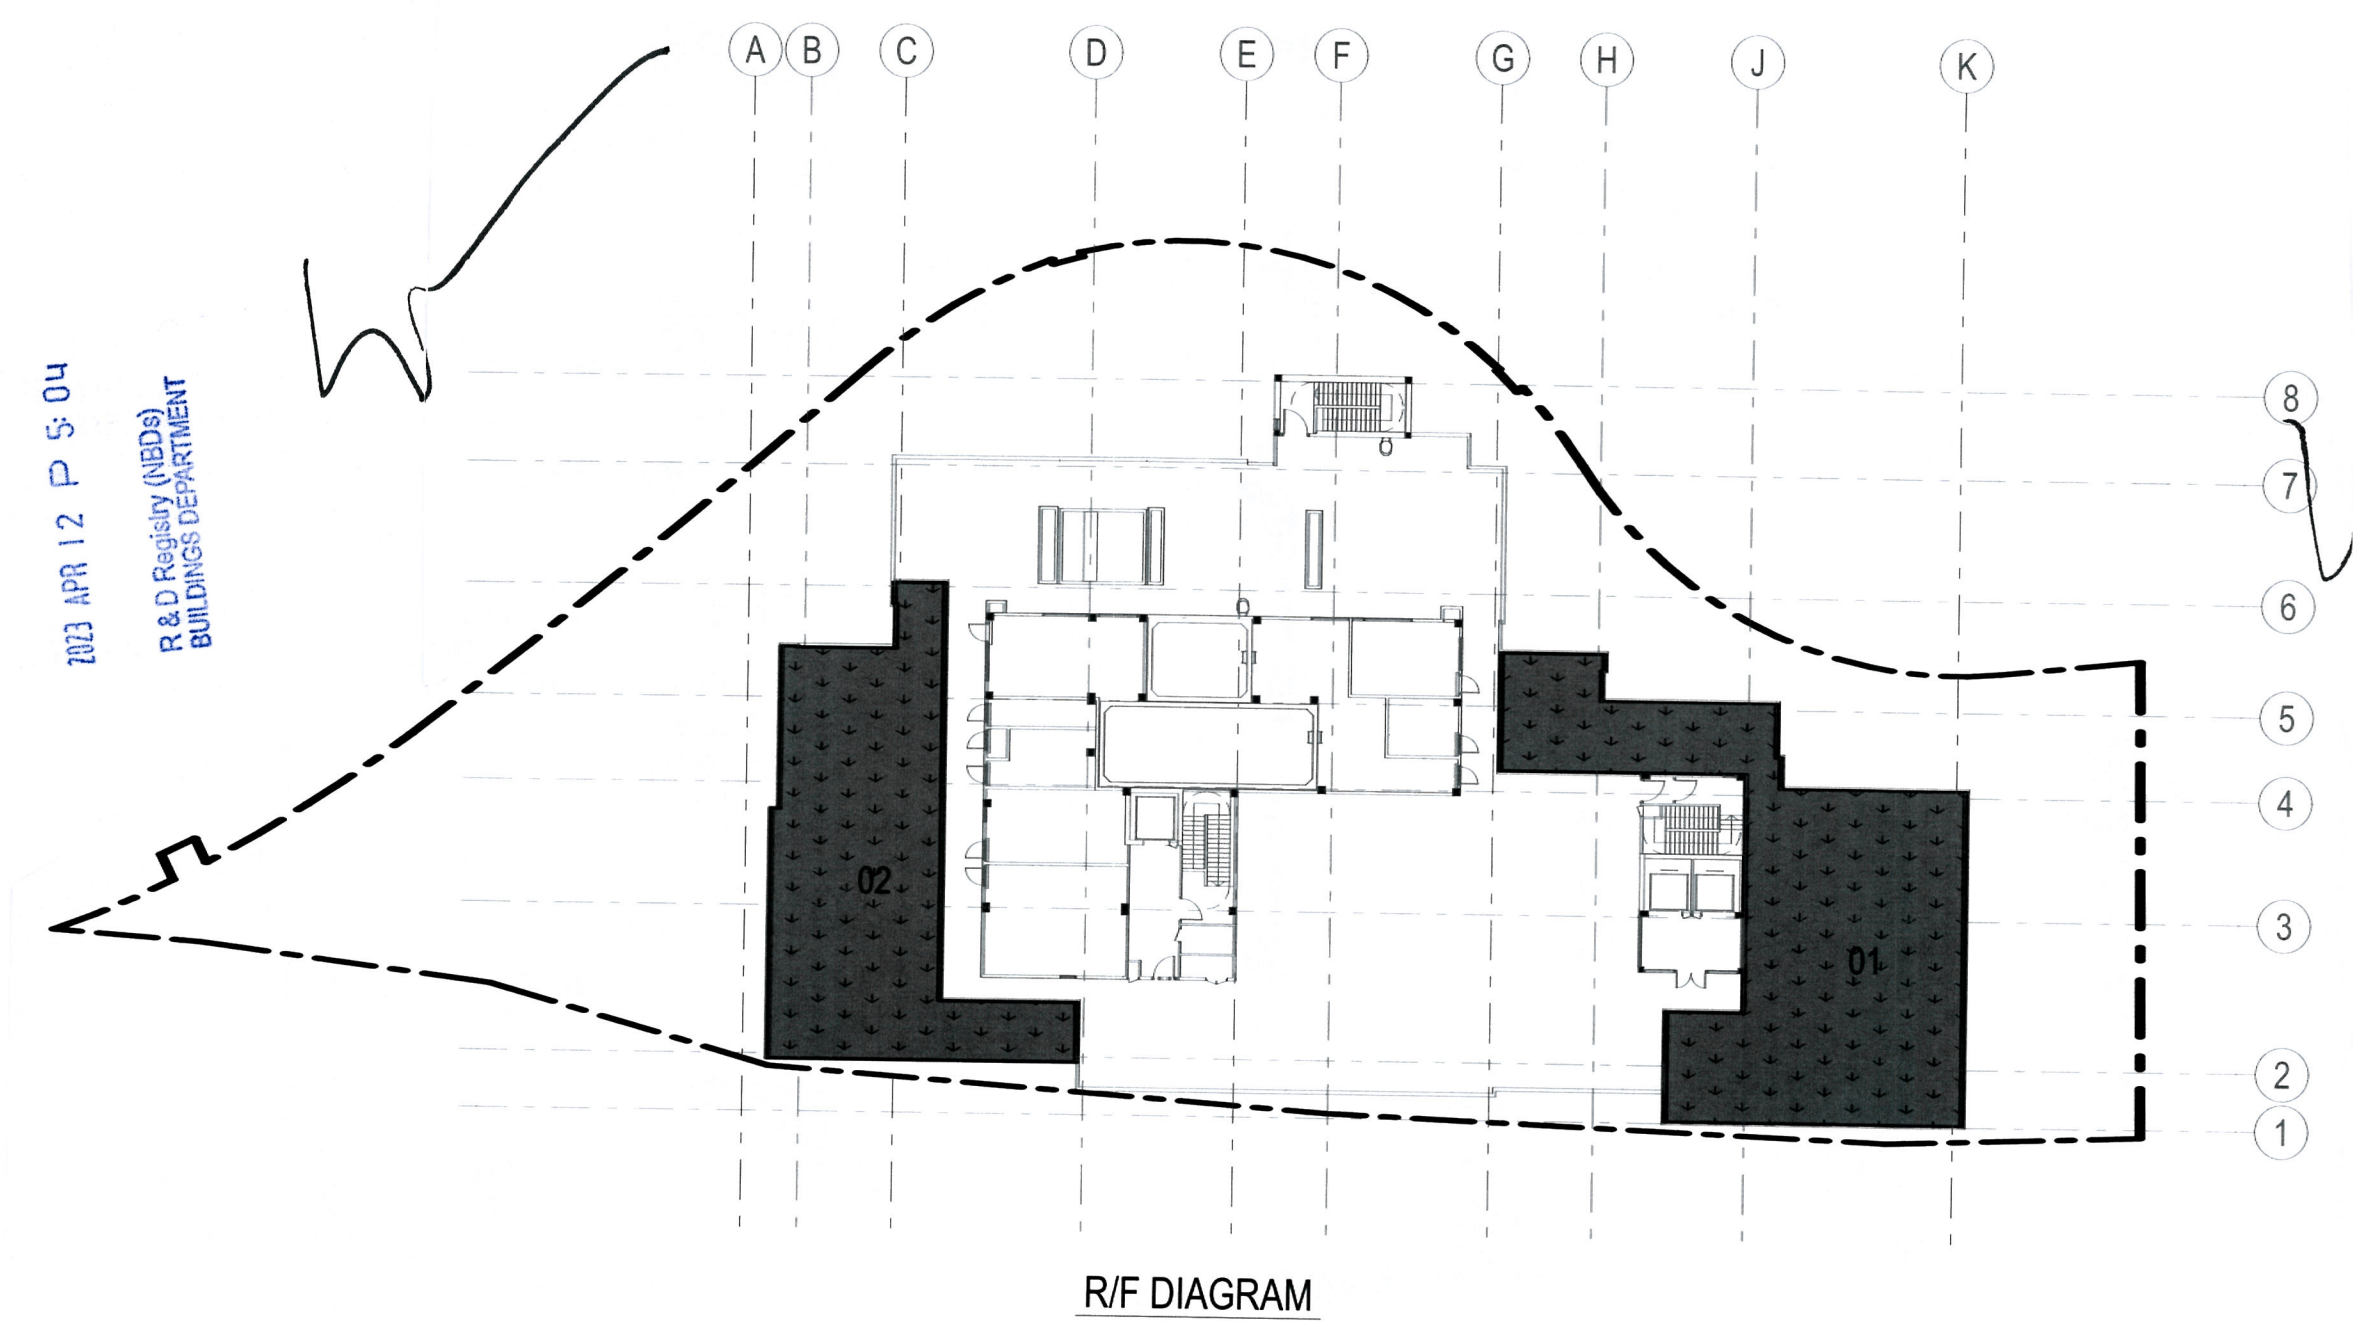 A B C D E F G H J K
8
7
6
5
4
3
2
1
2023 APR 12 P 5: 04
R & D Registry (NBDs)
BUILDINGS DEPARTMENT
02
01
R/F DIAGRAM